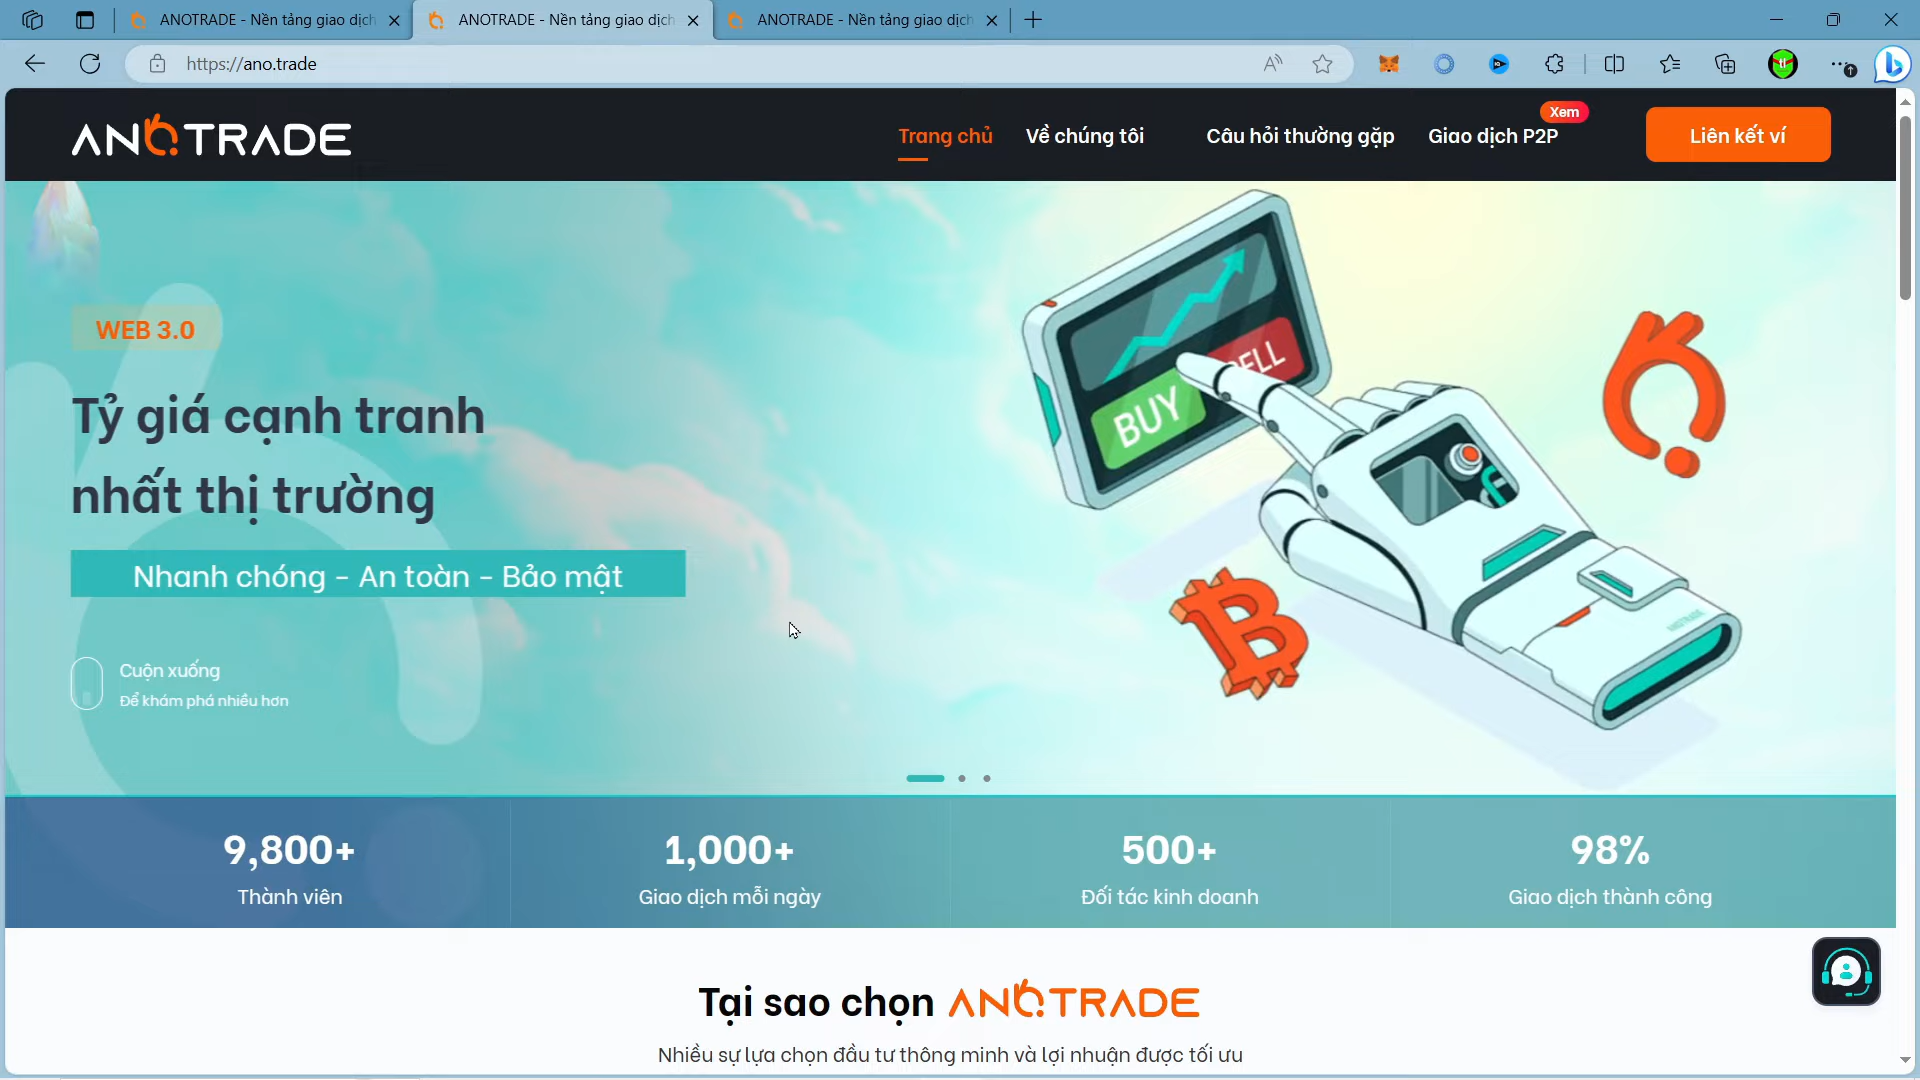 ANOTRADE - Nền tảng giao dịch
ANOTRADE - Nền tảng giao dịch
ANOTRADE - Nền tảng giao dịch
https://ano.trade
ANOTRADE
Trang chủ
Về chúng tôi
Câu hỏi thường gặp
Giao dịch P2P
Xem
Liên kết ví
WEB 3.0
Tỷ giá cạnh tranh
nhất thị trường
Nhanh chóng - An toàn - Bảo mật
Cuộn xuống
Để khám phá nhiều hơn
BUY
SELL
ANOTRADE
9,800+
Thành viên
1,000+
Giao dịch mỗi ngày
500+
Đối tác kinh doanh
98%
Giao dịch thành công
Tại sao chọn ANOTRADE
Nhiều sự lựa chọn đầu tư thông minh và lợi nhuận được tối ưu